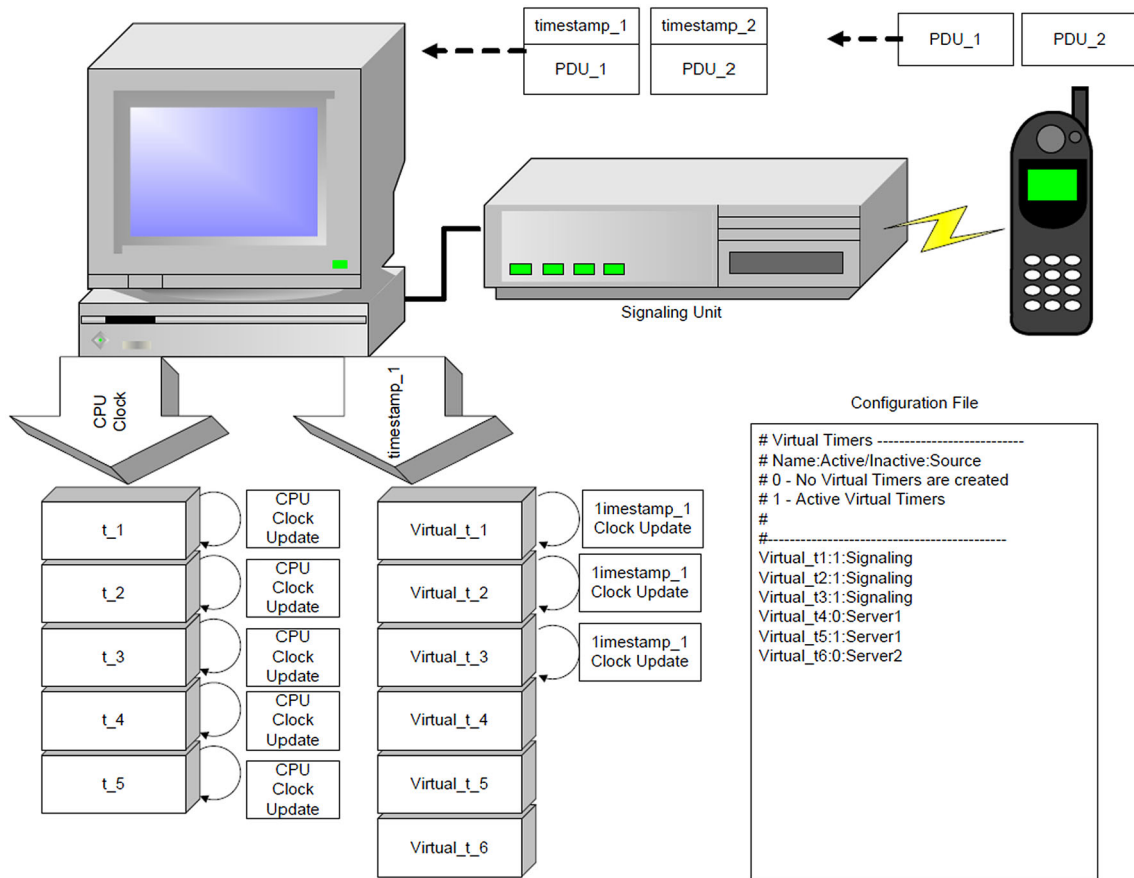 timestamp_1
timestamp_2
PDU_1
PDU_2
PDU_1
PDU_2
Signaling Unit
CPU
Clock
timestamp_1
t_1
CPU
Clock
Update
t_2
CPU
Clock
Update
t_3
CPU
Clock
Update
t_4
CPU
Clock
Update
t_5
CPU
Clock
Update
Virtual_t_1
1imestamp_1
Clock Update
Virtual_t_2
1imestamp_1
Clock Update
Virtual_t_3
1imestamp_1
Clock Update
Virtual_t_4
Virtual_t_5
Virtual_t_6
Configuration File
# Virtual Timers ---------------------------
# Name:Active/Inactive:Source
# 0 - No Virtual Timers are created
# 1 - Active Virtual Timers
#
#--------------------------------------------
Virtual_t1:1:Signaling
Virtual_t2:1:Signaling
Virtual_t3:1:Signaling
Virtual_t4:0:Server1
Virtual_t5:1:Server1
Virtual_t6:0:Server2